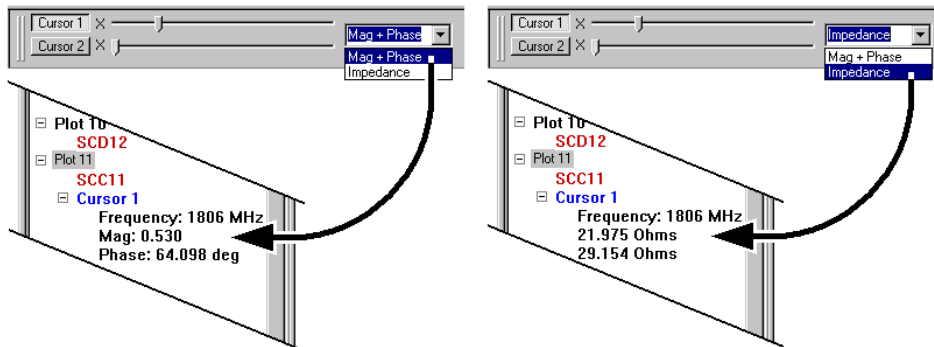 Cursor 1 X
Mag + Phase
Cursor 2 X
Mag + Phase
Impedance
Plot 10
SCD12
Plot 11
SCC11
Cursor 1
Frequency: 1806 MHz
Mag: 0.530
Phase: 64.098 deg
Cursor 1 X
Impedance
Cursor 2 X
Mag + Phase
Impedance
Plot 10
SCD12
Plot 11
SCC11
Cursor 1
Frequency: 1806 MHz
21.975 Ohms
29.154 Ohms